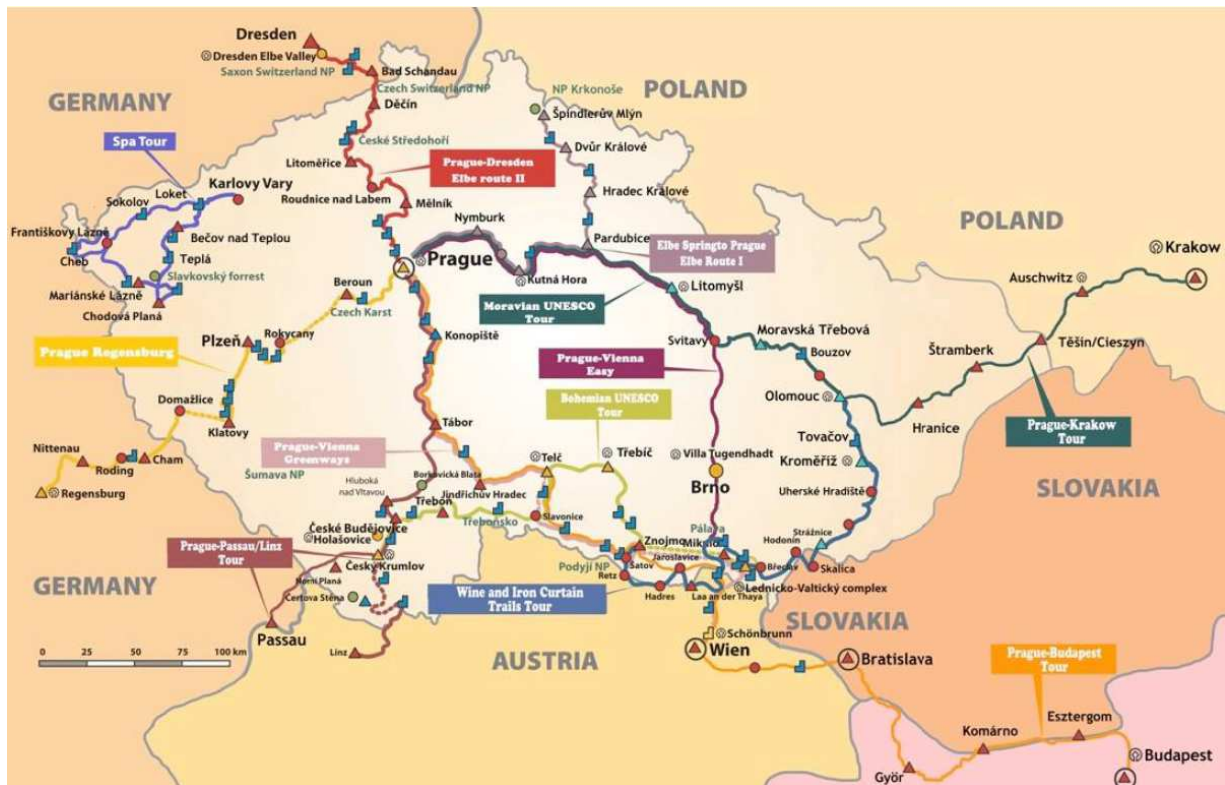 Dresden
Dresden Elbe Valley
Saxon Switzerland NP
Bad Schandau
Czech Switzerland NP
Děčín
GERMANY
NP Krkonoše
POLAND
Špindlerův Mlýn
České Středohoří
Dvůr Králové
Spa Tour
Litoměřice
Prague-Dresden
Elbe route II
Hradec Králové
Karlovy Vary
Loket
Sokolov
Roudnice nad Labem
Mělník
Nymburk
POLAND
Františkovy Lázně
Bečov nad Teplou
Pardubice
Elbe Springto Prague
Elbe Route I
Krakow
Cheb
Teplá
Prague
Kutná Hora
Auschwitz
Slavkovský forrest
Beroun
Litomyšl
Mariánské Lázně
Moravian UNESCO
Tour
Chodová Planá
Czech Karst
Konopiště
Moravská Třebová
Rokycany
Plzeň
Svitavy
Těšín/Cieszyn
Prague Regensburg
Bouzov
Štramberk
Prague-Vienna
Easy
Olomouc
Bohemian UNESCO
Tour
Domažlice
Klatovy
Tábor
Hranice
Prague-Krakow
Tour
Tovačov
Nittenau
Prague-Vienna
Greenways
Telč
Třebíč
Villa Tugendhadt
Kroměříž
Roding
Cham
Šumava NP
Borkovická Blata
Regensburg
Hluboká
nad Vltavou
Jindřichův Hradec
Brno
Uherské Hradiště
SLOVAKIA
Třeboň
České Budějovice
Třeboňsko
Slavonice
Holašovice
Znojmo
Pálava
Strážnice
Hodonín
Mikulo
Prague-Passau/Linz
Tour
Jaroslavice
Podyjí NP
Šatov
Břeclav
Skalica
Český Krumlov
Retz
GERMANY
Horní Planá
Wine and Iron Curtain
Trails Tour
Hadres
Laa an der Thaya
Lednicko-Valtický complex
Čertova Stěna
SLOVAKIA
Passau
Schönbrunn
Linz
Wien
Bratislava
Prague-Budapest
Tour
0 25 50 75 100 km
AUSTRIA
Esztergom
Komárno
Budapest
Györ